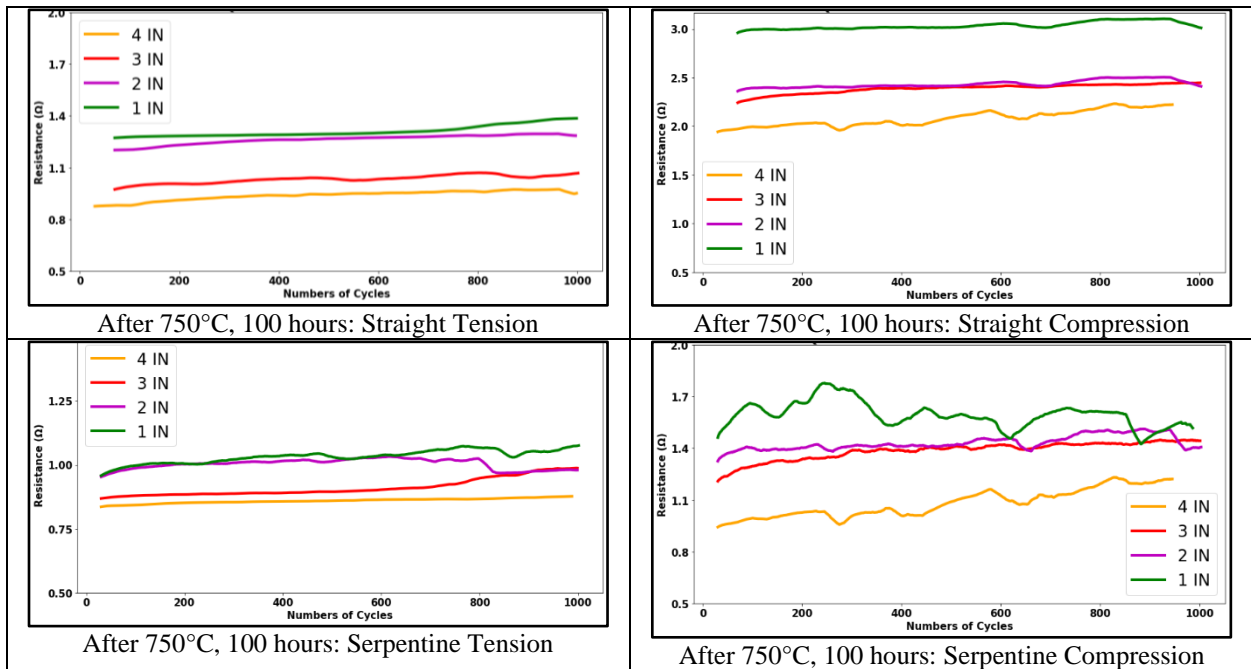 2.0
1.7
1.4
1.1
0.8
0.5
Resistance (Ω)
4 IN
3 IN
2 IN
1 IN
0 200 400 600 800 1000
Numbers of Cycles
After 750°C, 100 hours: Straight Tension
3.0
2.5
2.0
1.5
1.0
0.5
Resistance (Ω)
4 IN
3 IN
2 IN
1 IN
0 200 400 600 800 1000
Numbers of Cycles
After 750°C, 100 hours: Straight Compression
1.25
1.00
0.75
0.50
Resistance (Ω)
4 IN
3 IN
2 IN
1 IN
0 200 400 600 800 1000
Numbers of Cycles
After 750°C, 100 hours: Serpentine Tension
2.0
1.7
1.4
1.1
0.8
0.5
Resistance (Ω)
4 IN
3 IN
2 IN
1 IN
0 200 400 600 800 1000
Numbers of Cycles
After 750°C, 100 hours: Serpentine Compression